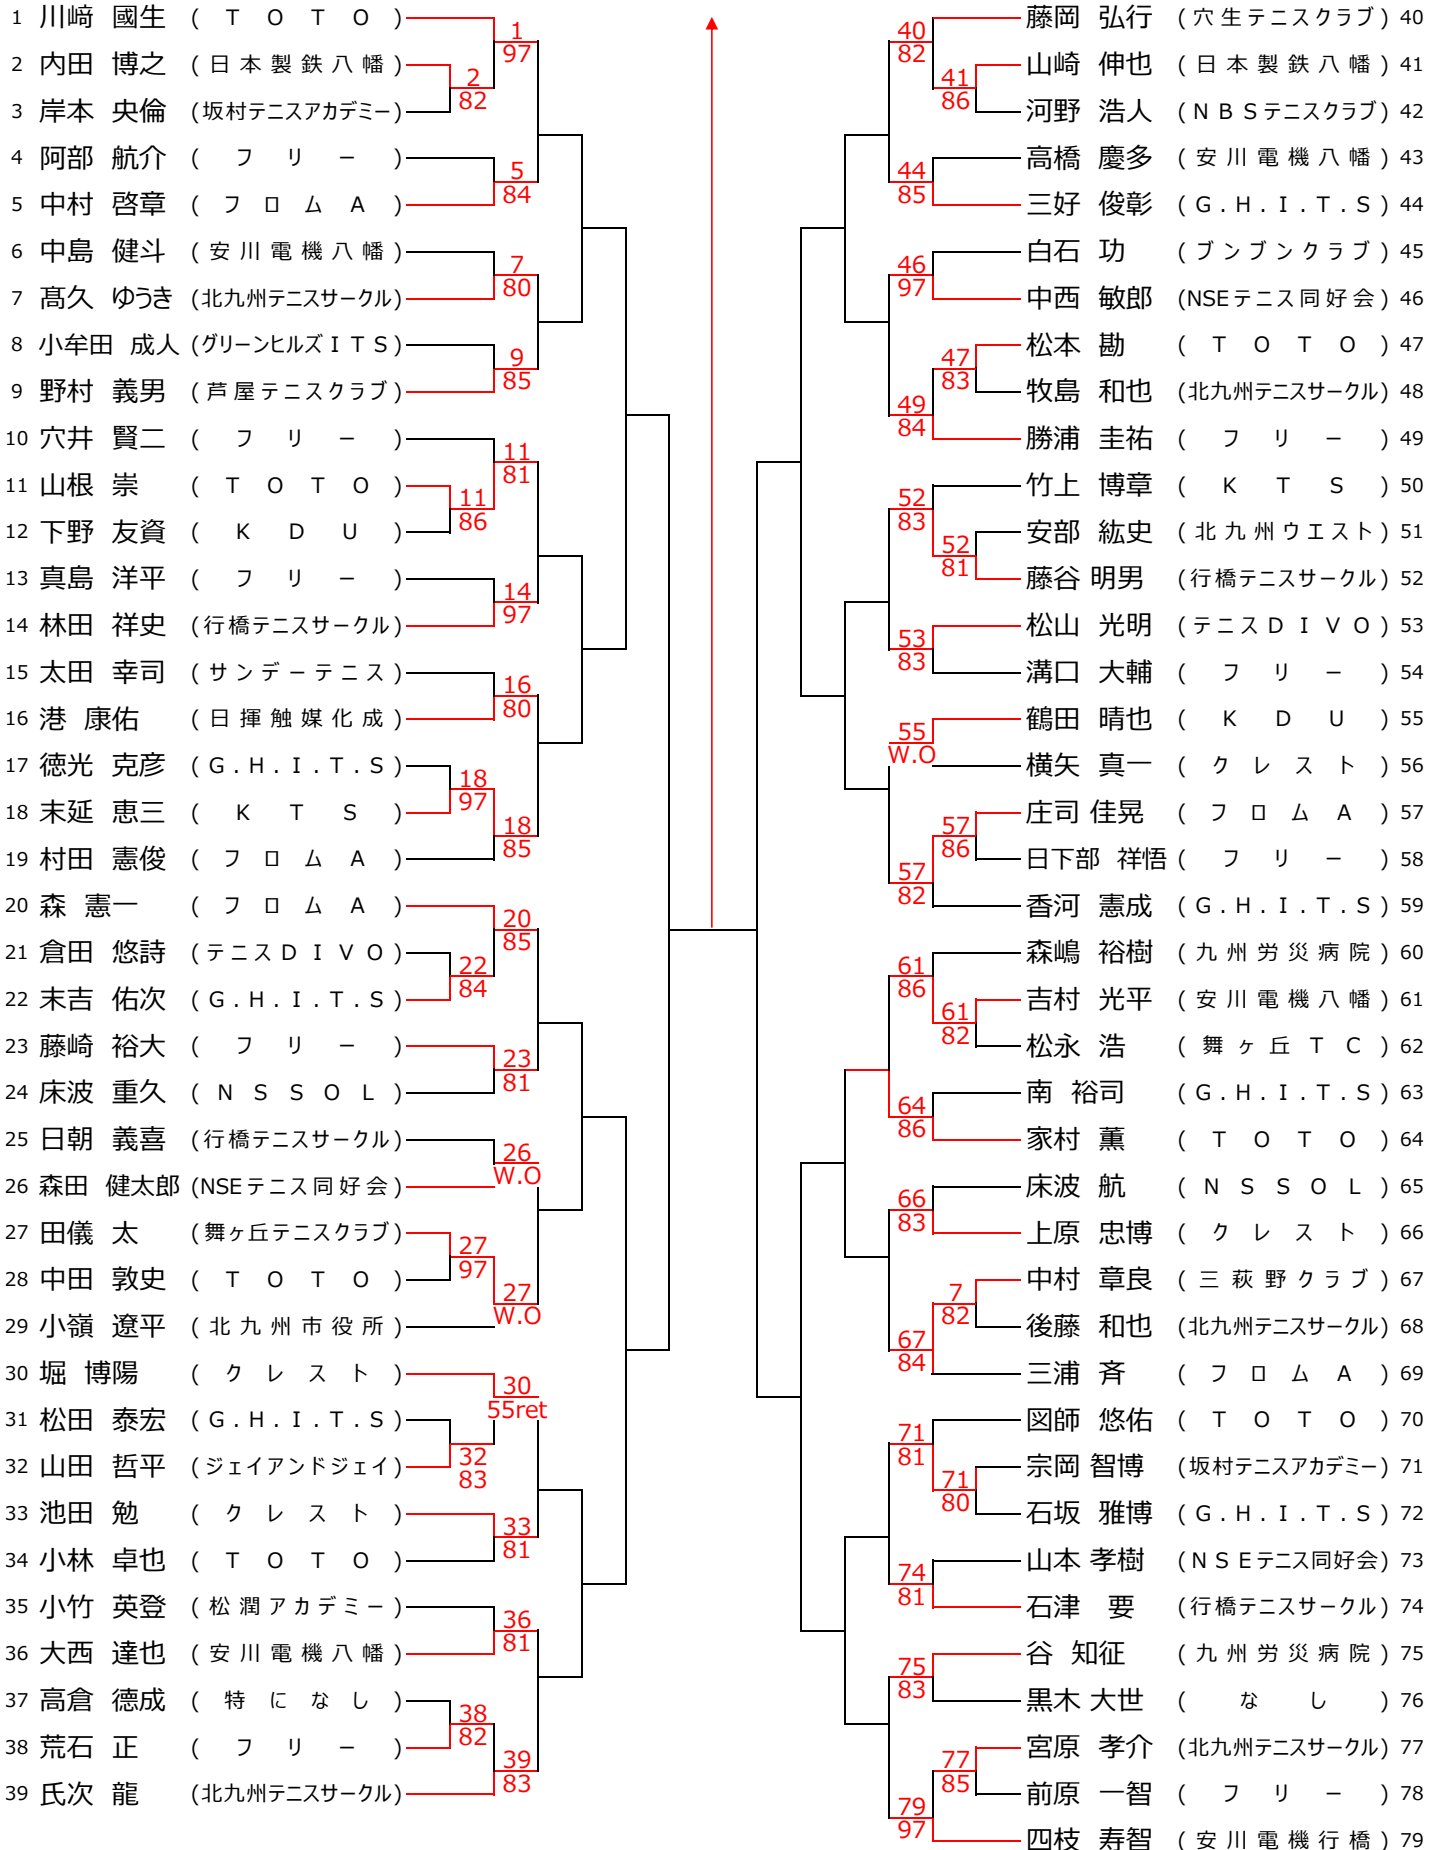 1 川﨑 國生 ( T O T O )
2 内田 博之 ( 日 本 製 鉄 八 幡 )
3 岸本 央倫 (坂村テニスアカデミー)
4 阿部 航介 ( フ リ ー )
5 中村 啓章 ( フ ロ ム A )
6 中島 健斗 ( 安 川 電 機 八 幡 )
7 髙久 ゆうき (北九州テニスサークル)
8 小牟田 成人 (グリーンヒルズＩＴＳ)
9 野村 義男 ( 芦 屋 テニスクラブ )
10 穴井 賢二 ( フ リ ー )
11 山根 崇 ( T O T O )
12 下野 友資 ( K D U )
13 真島 洋平 ( フ リ ー )
14 林田 祥史 (行橋テニスサークル)
15 太田 幸司 ( サ ン デ ー テ ニ ス )
16 港 康佑 ( 日 揮 触 媒 化 成 )
17 徳光 克彦 ( G . H . I . T . S )
18 末延 恵三 ( K T S )
19 村田 憲俊 ( フ ロ ム A )
20 森 憲一 ( フ ロ ム A )
21 倉田 悠詩 ( テニスＤＩＶＯ )
22 末吉 佑次 ( G . H . I . T . S )
23 藤崎 裕大 ( フ リ ー )
24 床波 重久 ( N S S O L )
25 日朝 義喜 (行橋テニスサークル)
26 森田 健太郎 (NSEテニス同好会)
27 田儀 太 (舞ヶ丘テニスクラブ)
28 中田 敦史 ( T O T O )
29 小嶺 遼平 ( 北 九 州 市 役 所 )
30 堀 博陽 ( ク レ ス ト )
31 松田 泰宏 ( G . H . I . T . S )
32 山田 哲平 (ジェイアンドジェイ)
33 池田 勉 ( ク レ ス ト )
34 小林 卓也 ( T O T O )
35 小竹 英登 ( 松 潤 アカデミー )
36 大西 達也 ( 安 川 電 機 八 幡 )
37 高倉 德成 ( 特 に な し )
38 荒石 正 ( フ リ ー )
39 氏次 龍 (北九州テニスサークル)
1
97
2
82
5
84
7
80
9
85
11
81
11
86
14
97
16
80
18
97
18
85
20
85
22
84
23
81
26
W.O
27
97
27
W.O
30
55ret
32
83
33
81
36
81
38
82
39
83
40
82
41
86
44
85
46
97
47
83
49
84
52
83
52
81
53
83
55
W.O
57
86
57
82
61
86
61
82
64
86
66
83
7
82
67
84
71
81
71
80
74
81
75
83
77
85
79
97
藤岡 弘行 ( 穴 生 テニスクラブ ) 40
山崎 伸也 ( 日 本 製 鉄 八 幡 ) 41
河野 浩人 ( ＮＢＳテニスクラブ ) 42
高橋 慶多 ( 安 川 電 機 八 幡 ) 43
三好 俊彰 ( G . H . I . T . S ) 44
白石 功 ( ブ ン ブ ン ク ラ ブ ) 45
中西 敏郎 (NSEテニス同好会) 46
松本 勘 ( T O T O ) 47
牧島 和也 (北九州テニスサークル) 48
勝浦 圭祐 ( フ リ ー ) 49
竹上 博章 ( K T S ) 50
安部 紘史 ( 北 九 州 ウ エ ス ト ) 51
藤谷 明男 (行橋テニスサークル) 52
松山 光明 ( テニスＤＩＶＯ ) 53
溝口 大輔 ( フ リ ー ) 54
鶴田 晴也 ( K D U ) 55
横矢 真一 ( ク レ ス ト ) 56
庄司 佳晃 ( フ ロ ム A ) 57
日下部 祥悟 ( フ リ ー ) 58
香河 憲成 ( G . H . I . T . S ) 59
森嶋 裕樹 ( 九 州 労 災 病 院 ) 60
吉村 光平 ( 安 川 電 機 八 幡 ) 61
松永 浩 ( 舞 ヶ 丘 T C ) 62
南 裕司 ( G . H . I . T . S ) 63
家村 薫 ( T O T O ) 64
床波 航 ( N S S O L ) 65
上原 忠博 ( ク レ ス ト ) 66
中村 章良 ( 三 萩 野 ク ラ ブ ) 67
後藤 和也 (北九州テニスサークル) 68
三浦 斉 ( フ ロ ム A ) 69
図師 悠佑 ( T O T O ) 70
宗岡 智博 (坂村テニスアカデミー) 71
石坂 雅博 ( G . H . I . T . S ) 72
山本 孝樹 ( ＮＳＥテニス同好会) 73
石津 要 (行橋テニスサークル) 74
谷 知征 ( 九 州 労 災 病 院 ) 75
黒木 大世 ( な し ) 76
宮原 孝介 (北九州テニスサークル) 77
前原 一智 ( フ リ ー ) 78
四枝 寿智 ( 安 川 電 機 行 橋 ) 79